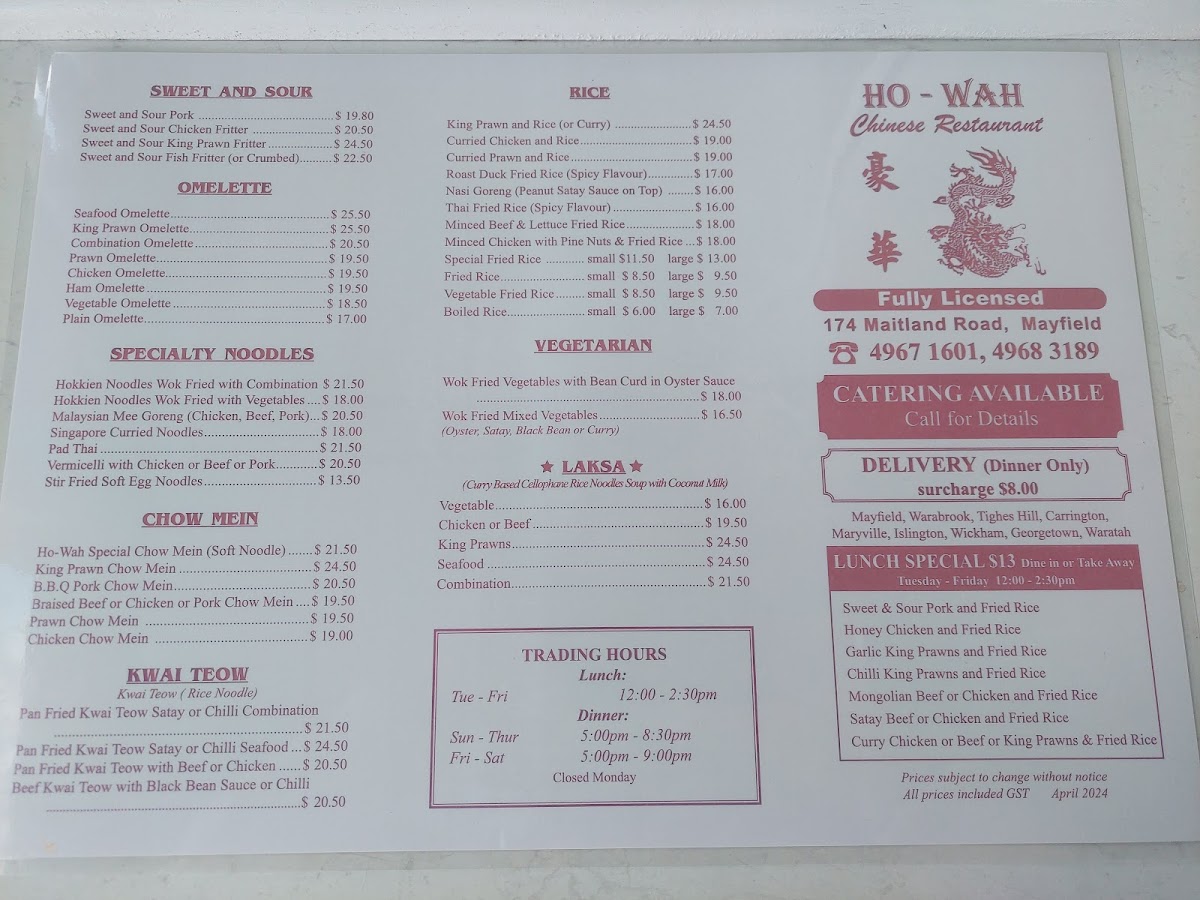 SWEET AND SOUR
Sweet and Sour Pork ........ $ 19.80
Sweet and Sour Chicken Fritter ........ $ 20.50
Sweet and Sour King Prawn Fritter ........ $ 24.50
Sweet and Sour Fish Fritter (or Crumbed)........ $ 22.50
OMELETTE
Seafood Omelette........ $ 25.50
King Prawn Omelette........ $ 25.50
Combination Omelette ........ $ 20.50
Prawn Omelette........ $ 19.50
Chicken Omelette........ $ 19.50
Ham Omelette ........ $ 19.50
Vegetable Omelette ........ $ 18.50
Plain Omelette........ $ 17.00
SPECIALTY NOODLES
Hokkien Noodles Wok Fried with Combination $ 21.50
Hokkien Noodles Wok Fried with Vegetables .... $ 18.00
Malaysian Mee Goreng (Chicken, Beef, Pork)... $ 20.50
Singapore Curried Noodles........ $ 18.00
Pad Thai ........ $ 21.50
Vermicelli with Chicken or Beef or Pork........ $ 20.50
Stir Fried Soft Egg Noodles........ $ 13.50
CHOW MEIN
Ho-Wah Special Chow Mein (Soft Noodle) ....... $ 21.50
King Prawn Chow Mein ........ $ 24.50
B.B.Q Pork Chow Mein........ $ 20.50
Braised Beef or Chicken or Pork Chow Mein .... $ 19.50
Prawn Chow Mein ........ $ 19.50
Chicken Chow Mein ........ $ 19.00
KWAI TEOW
Kwai Teow ( Rice Noodle)
Pan Fried Kwai Teow Satay or Chilli Combination
........ $ 21.50
Pan Fried Kwai Teow Satay or Chilli Seafood ... $ 24.50
Pan Fried Kwai Teow with Beef or Chicken ...... $ 20.50
Beef Kwai Teow with Black Bean Sauce or Chilli
........ $ 20.50
RICE
King Prawn and Rice (or Curry) ........ $ 24.50
Curried Chicken and Rice........ $ 19.00
Curried Prawn and Rice........ $ 19.00
Roast Duck Fried Rice (Spicy Flavour)........ $ 17.00
Nasi Goreng (Peanut Satay Sauce on Top) ....... $ 16.00
Thai Fried Rice (Spicy Flavour) ........ $ 16.00
Minced Beef & Lettuce Fried Rice........ $ 18.00
Minced Chicken with Pine Nuts & Fried Rice ... $ 18.00
Special Fried Rice ........ small $11.50 large $ 13.00
Fried Rice........ small $ 8.50 large $ 9.50
Vegetable Fried Rice........ small $ 8.50 large $ 9.50
Boiled Rice........ small $ 6.00 large $ 7.00
VEGETARIAN
Wok Fried Vegetables with Bean Curd in Oyster Sauce
........ $ 18.00
Wok Fried Mixed Vegetables........ $ 16.50
(Oyster, Satay, Black Bean or Curry)
★ LAKSA ★
(Curry Based Cellophane Rice Noodles Soup with Coconut Milk)
Vegetable........ $ 16.00
Chicken or Beef ........ $ 19.50
King Prawns........ $ 24.50
Seafood ........ $ 24.50
Combination........ $ 21.50
TRADING HOURS
Lunch:
Tue - Fri 12:00 - 2:30pm
Dinner:
Sun - Thur 5:00pm - 8:30pm
Fri - Sat 5:00pm - 9:00pm
Closed Monday
HO - WAH
Chinese Restaurant
豪
華
Fully Licensed
174 Maitland Road, Mayfield
☎ 4967 1601, 4968 3189
CATERING AVAILABLE
Call for Details
DELIVERY (Dinner Only)
surcharge $8.00
Mayfield, Warabrook, Tighes Hill, Carrington,
Maryville, Islington, Wickham, Georgetown, Waratah
LUNCH SPECIAL $13 Dine in or Take Away
Tuesday - Friday 12:00 - 2:30pm
Sweet & Sour Pork and Fried Rice
Honey Chicken and Fried Rice
Garlic King Prawns and Fried Rice
Chilli King Prawns and Fried Rice
Mongolian Beef or Chicken and Fried Rice
Satay Beef or Chicken and Fried Rice
Curry Chicken or Beef or King Prawns & Fried Rice
Prices subject to change without notice
All prices included GST April 2024